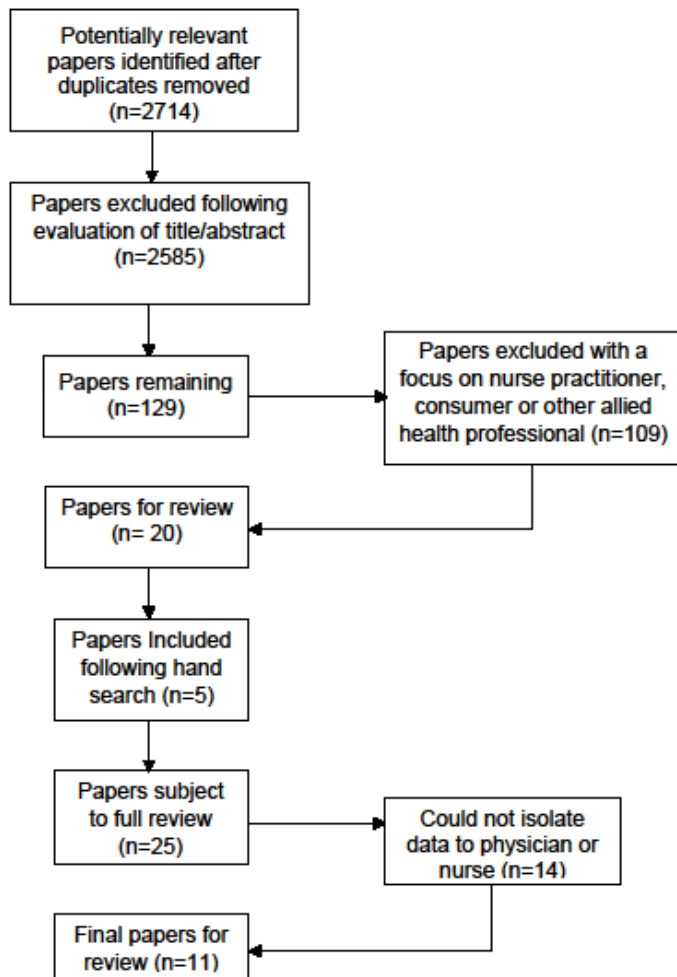 Potentially relevant
papers identified after
duplicates removed
(n=2714)
Papers excluded following
evaluation of title/abstract
(n=2585)
Papers remaining
(n=129)
Papers excluded with a
focus on nurse practitioner,
consumer or other allied
health professional (n=109)
Papers for review
(n= 20)
Papers Included
following hand
search (n=5)
Papers subject
to full review
(n=25)
Could not isolate
data to physician or
nurse (n=14)
Final papers for
review (n=11)